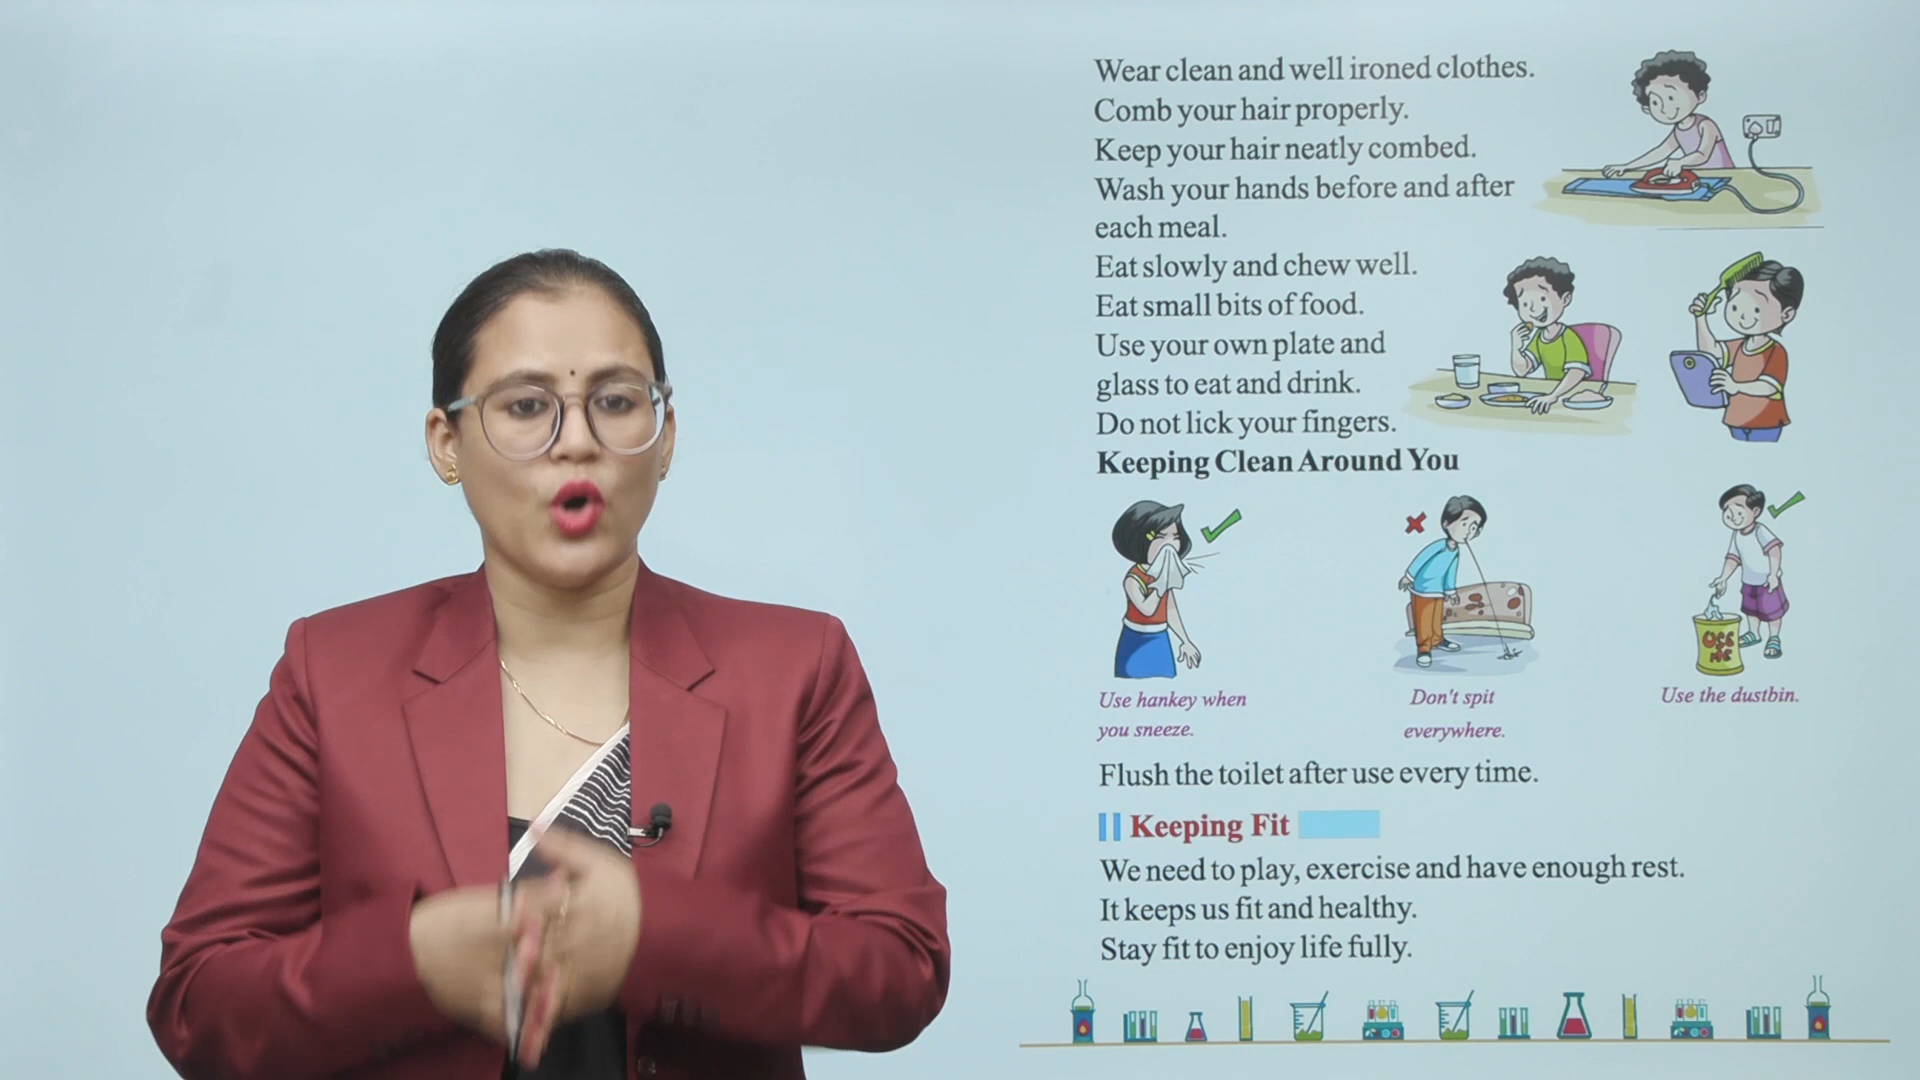 Wear clean and well ironed clothes.
Comb your hair properly.
Keep your hair neatly combed.
Wash your hands before and after
each meal.
Eat slowly and chew well.
Eat small bits of food.
Use your own plate and
glass to eat and drink.
Do not lick your fingers.
Keeping Clean Around You
USE
ME
Use hankey when
you sneeze.
Don't spit
everywhere.
Use the dustbin.
Flush the toilet after use every time.
Keeping Fit
We need to play, exercise and have enough rest.
It keeps us fit and healthy.
Stay fit to enjoy life fully.